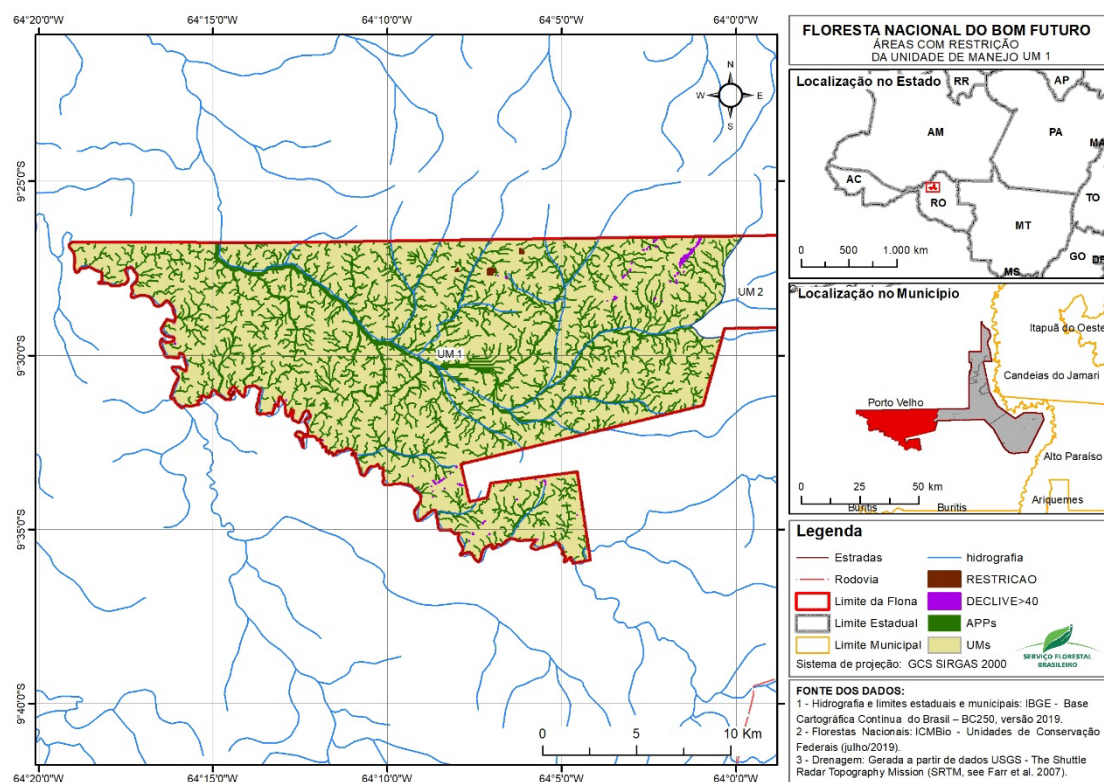 64°20'0"W
64°15'0"W
64°10'0"W
64°5'0"W
64°0'0"W
9°25'0"S
9°30'0"S
9°35'0"S
9°40'0"S
N
W
E
S
UM 2
UM 1
0
5
10 Km
64°20'0"W
64°15'0"W
64°10'0"W
64°5'0"W
64°0'0"W
FLORESTA NACIONAL DO BOM FUTURO
ÁREAS COM RESTRIÇÃO
DA UNIDADE DE MANEJO UM 1
Localização no Estado
RR
AP
AM
PA
MA
AC
RO
TO
MT
GO
DF
MS
0
500
1.000 km
Localização no Município
Itapuã do Oeste
Candeias do Jamari
Porto Velho
Alto Paraíso
Ariquemes
Buritis
Buritis
0
25
50 km
Legenda
Estradas
hidrografia
Rodovia
RESTRICAO
Limite da Flona
DECLIVE>40
Limite Estadual
APPs
Limite Municipal
UMs
Sistema de projeção: GCS SIRGAS 2000
SERVIÇO FLORESTAL
BRASILEIRO
FONTE DOS DADOS:
1 - Hidrografia e limites estaduais e municipais: IBGE - Base
Cartográfica Contínua do Brasil – BC250, versão 2019.
2 - Florestas Nacionais: ICMBio - Unidades de Conservação
Federais (julho/2019).
3 - Drenagem: Gerada a partir de dados USGS - The Shuttle
Radar Topography Mission (SRTM, see Farr et al. 2007).